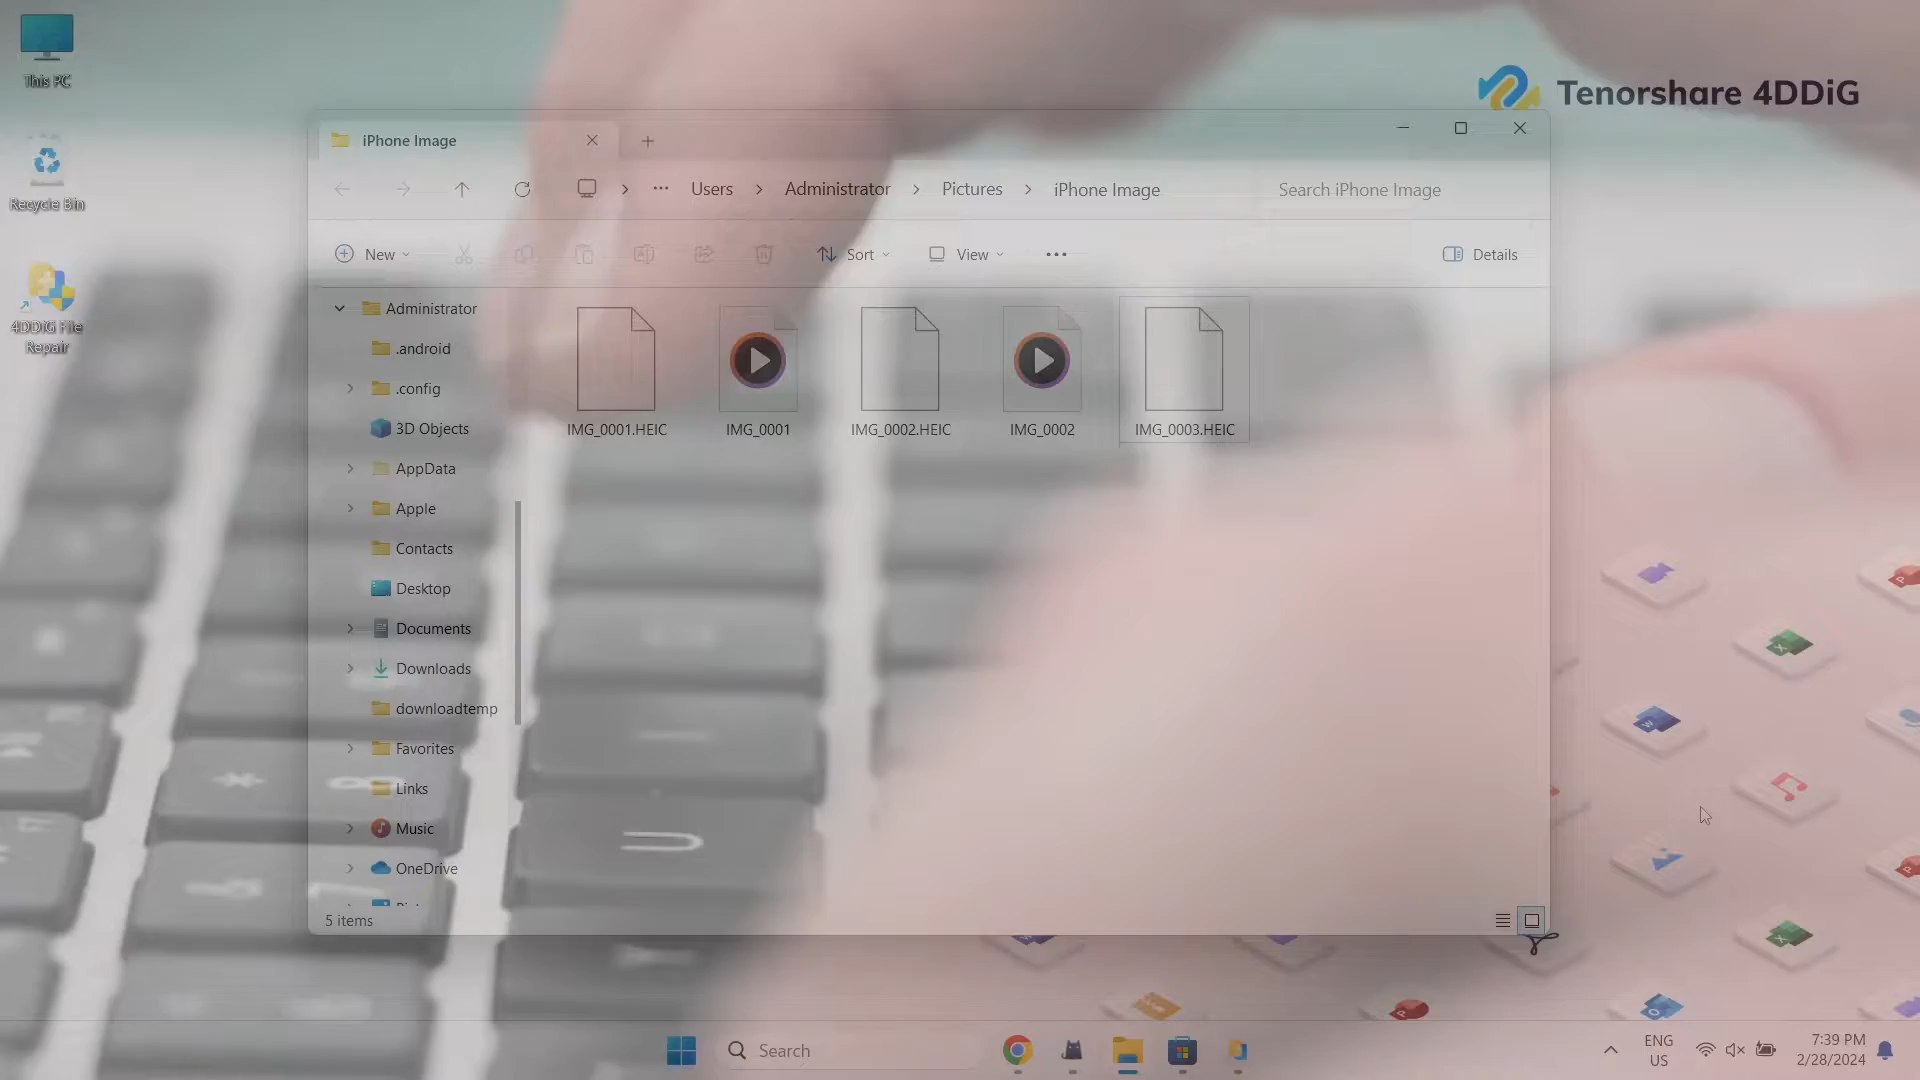 This PC
Recycle Bin
4DDiG File
Repair
Tenorshare 4DDiG
iPhone Image
Users
Administrator
Pictures
iPhone Image
Search iPhone Image
New
Sort
View
Details
Administrator
.android
.config
3D Objects
AppData
Apple
Contacts
Desktop
Documents
Downloads
downloadtemp
Favorites
Links
Music
OneDrive
IMG_0001.HEIC
IMG_0001
IMG_0002.HEIC
IMG_0002
IMG_0003.HEIC
5 items
Search
ENG
US
7:39 PM
2/28/2024